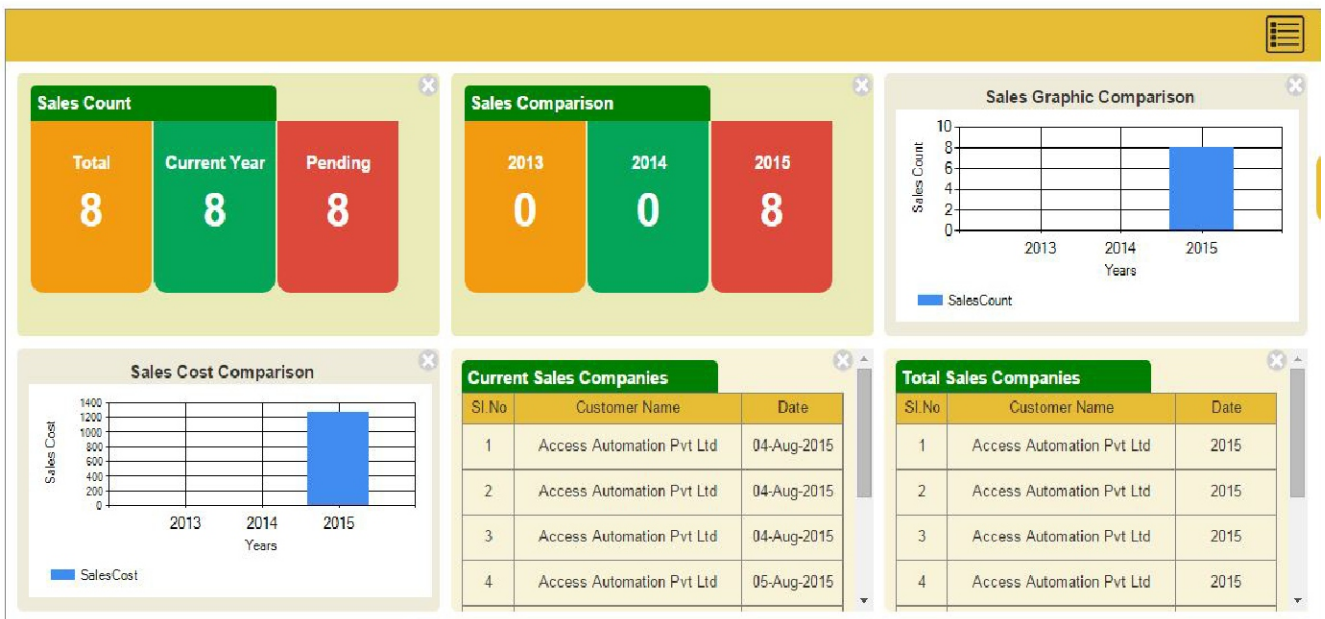 Sales Count
Total Current Year Pending
8 8 8
Sales Comparison
2013 2014 2015
0 0 8
Sales Graphic Comparison
10
8
6
4
2
0
Sales Count
2013 2014 2015
Years
SalesCount
Sales Cost Comparison
1400
1200
1000
800
600
400
200
0
Sales Cost
2013 2014 2015
Years
SalesCost
Current Sales Companies
Sl.No Customer Name Date
1 Access Automation Pvt Ltd 04-Aug-2015
2 Access Automation Pvt Ltd 04-Aug-2015
3 Access Automation Pvt Ltd 04-Aug-2015
4 Access Automation Pvt Ltd 05-Aug-2015
Total Sales Companies
Sl.No Customer Name Date
1 Access Automation Pvt Ltd 2015
2 Access Automation Pvt Ltd 2015
3 Access Automation Pvt Ltd 2015
4 Access Automation Pvt Ltd 2015